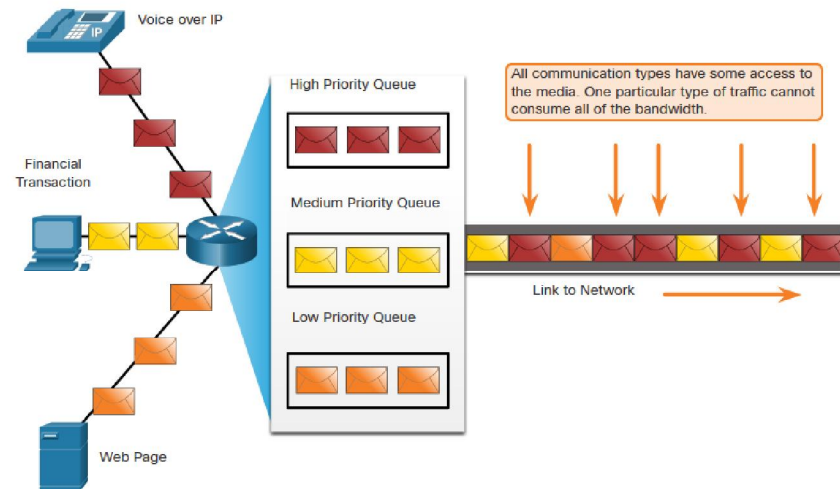 Voice over IP
IP
High Priority Queue
All communication types have some access to
the media. One particular type of traffic cannot
consume all of the bandwidth.
Financial
Transaction
Medium Priority Queue
Link to Network
Low Priority Queue
Web Page